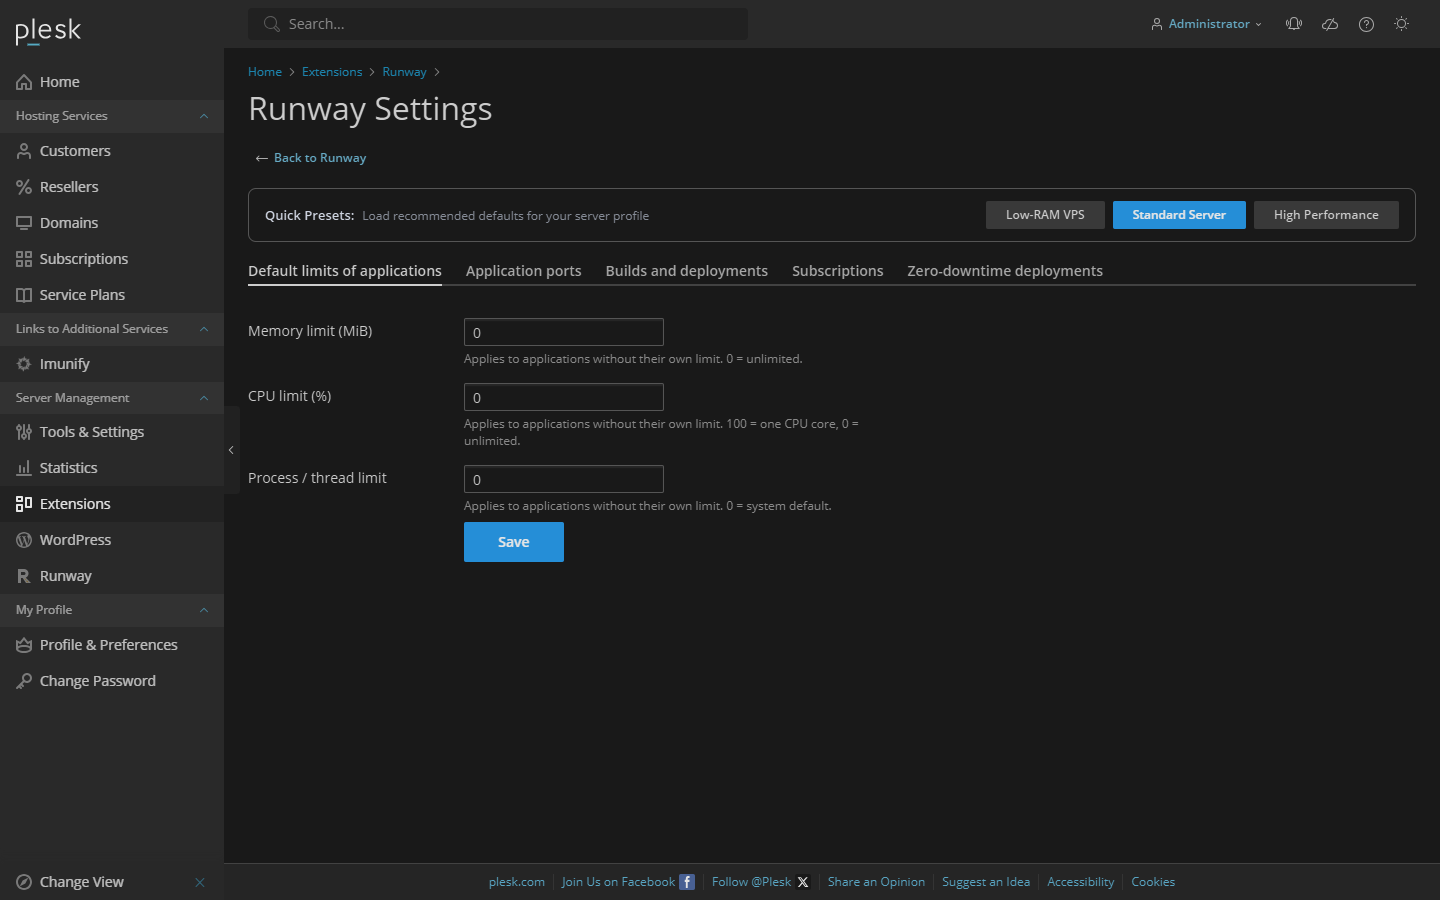 plesk
Search...
Administrator
Home
Hosting Services
Customers
Resellers
Domains
Subscriptions
Service Plans
Links to Additional Services
Imunify
Server Management
Tools & Settings
Statistics
Extensions
WordPress
Runway
My Profile
Profile & Preferences
Change Password
Change View
Home > Extensions > Runway >
Runway Settings
← Back to Runway
Quick Presets: Load recommended defaults for your server profile
Low-RAM VPS
Standard Server
High Performance
Default limits of applications
Application ports
Builds and deployments
Subscriptions
Zero-downtime deployments
Memory limit (MiB)
0
Applies to applications without their own limit. 0 = unlimited.
CPU limit (%)
0
Applies to applications without their own limit. 100 = one CPU core, 0 =
unlimited.
Process / thread limit
0
Applies to applications without their own limit. 0 = system default.
Save
plesk.com
Join Us on Facebook
Follow @Plesk
Share an Opinion
Suggest an Idea
Accessibility
Cookies